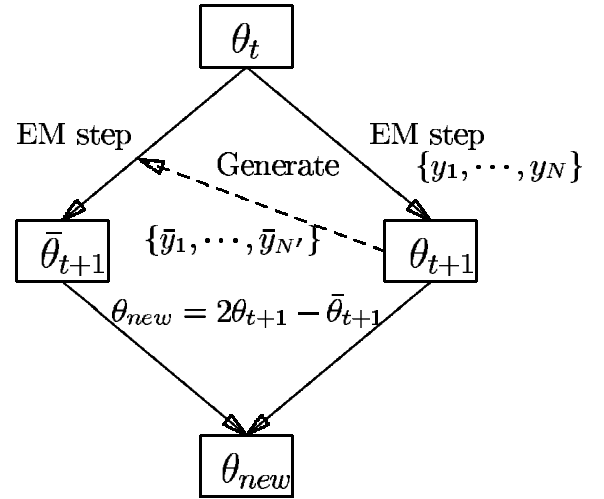 θ_t
EM step
EM step
{y_1, ⋯, y_N}
Generate
{ȳ_1, ⋯, ȳ_{N′}}
θ̄_{t+1}
θ_{t+1}
θ_{new} = 2θ_{t+1} − θ̄_{t+1}
θ_{new}